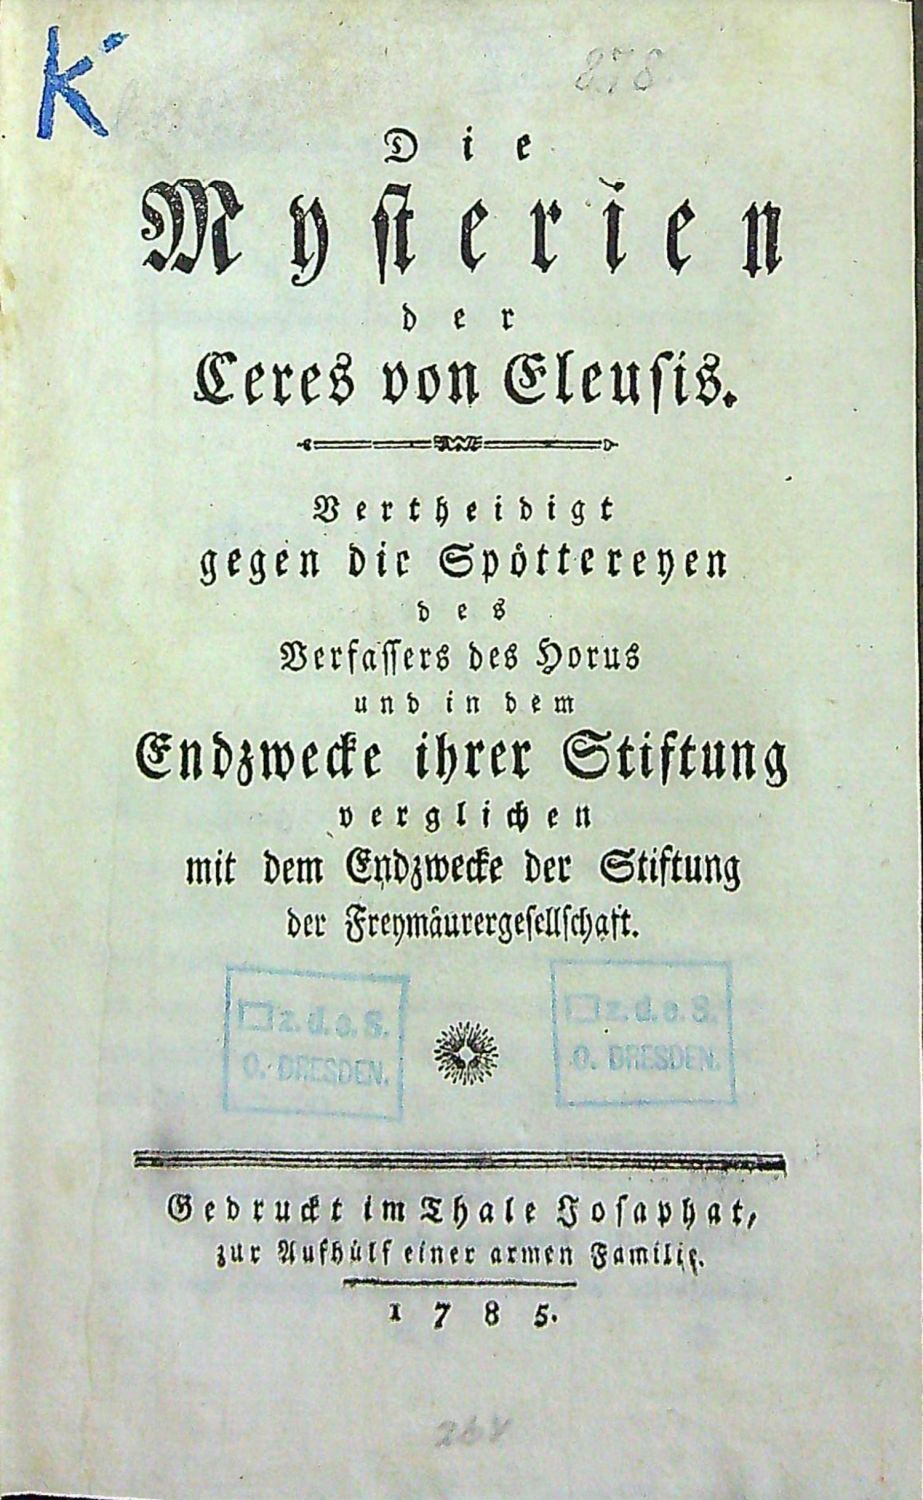 K
878
Die
Mysterien
der
Ceres von Eleusis.
Vertheidigt
gegen die Spöttereyen
des
Verfassers des Horus
und in dem
Endzwecke ihrer Stiftung
verglichen
mit dem Endzwecke der Stiftung
der Freymäurergesellschaft.
z. d. e. S.
O. DRESDEN.
z. d. e. S.
O. DRESDEN.
Gedruckt im Thale Josaphat,
zur Aufhülf einer armen Familie.
1785.